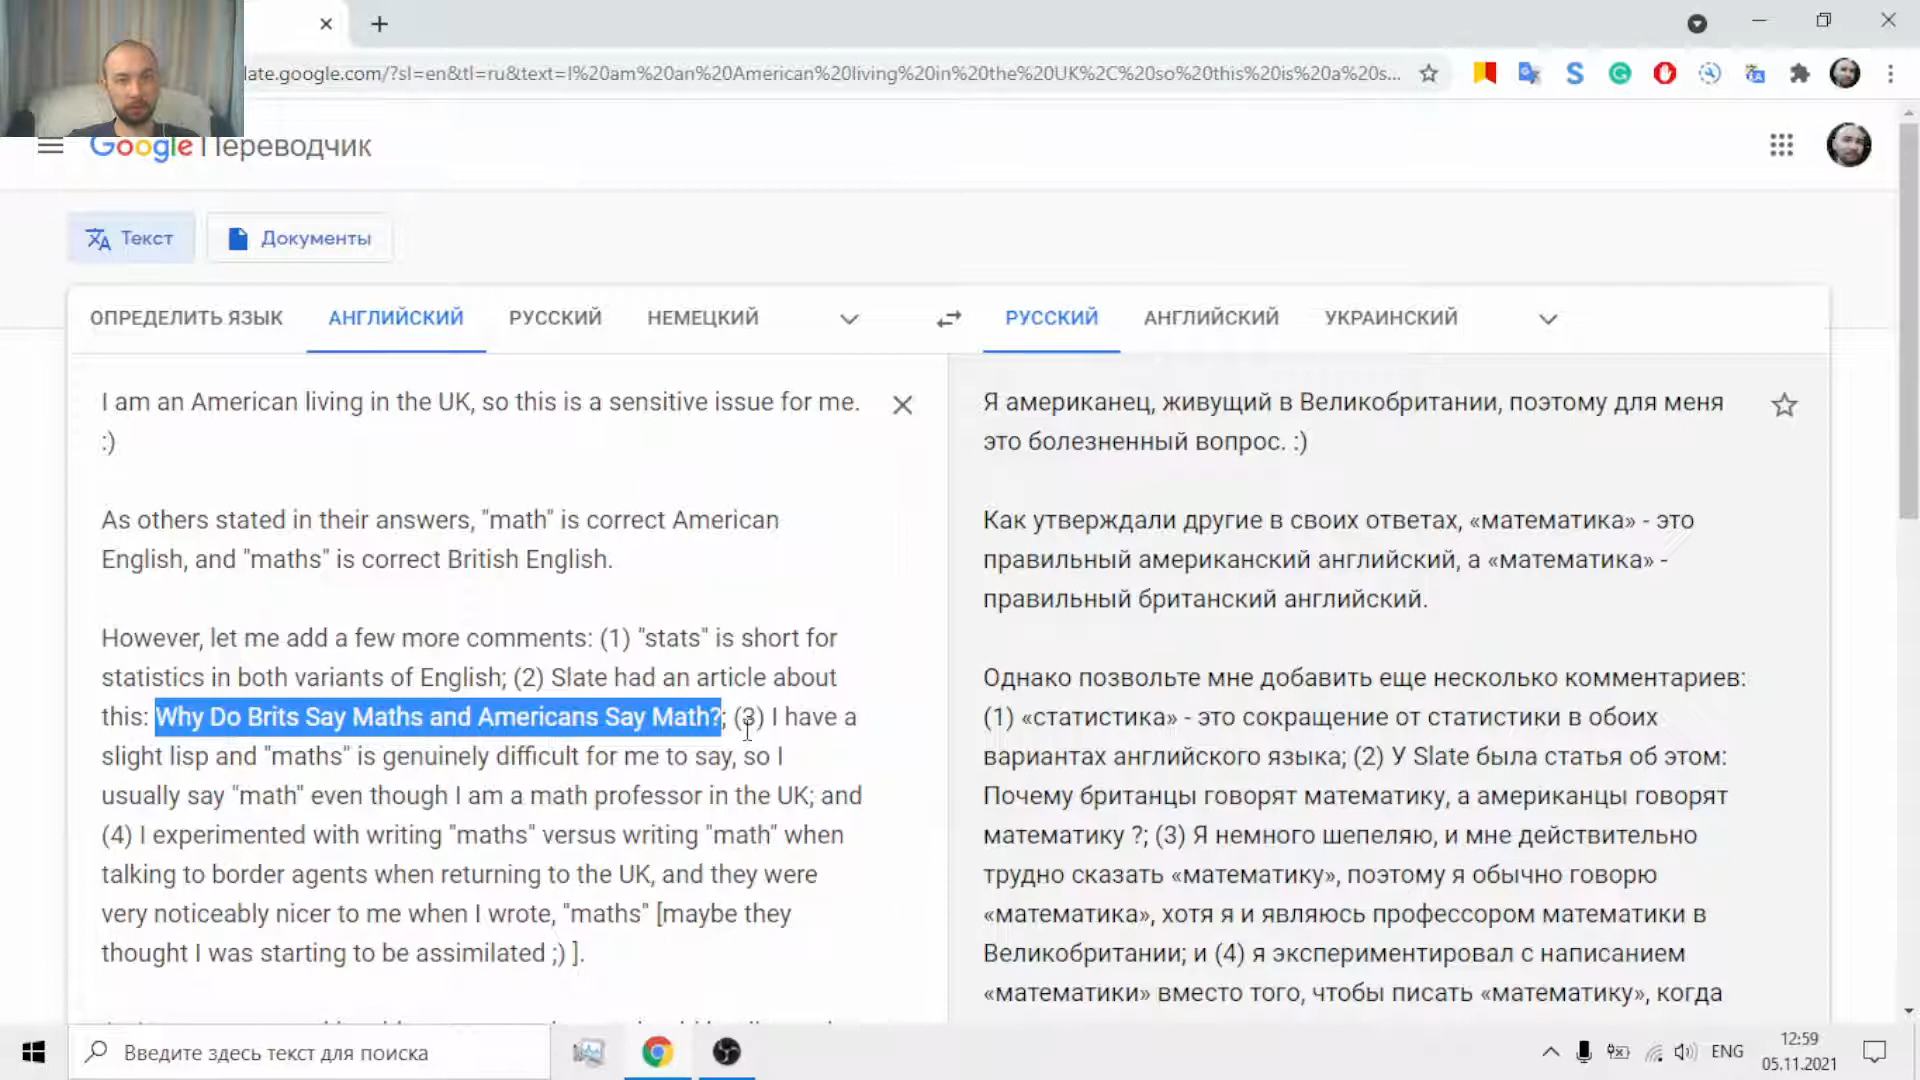 late.google.com/?sl=en&tl=ru&text=I%20am%20an%20American%20living%20in%20the%20UK%2C%20so%20this%20is%20a%20s...
Google Переводчик
Текст
Документы
ОПРЕДЕЛИТЬ ЯЗЫК
АНГЛИЙСКИЙ
РУССКИЙ
НЕМЕЦКИЙ
РУССКИЙ
АНГЛИЙСКИЙ
УКРАИНСКИЙ
I am an American living in the UK, so this is a sensitive issue for me.
:)
As others stated in their answers, "math" is correct American
English, and "maths" is correct British English.
However, let me add a few more comments: (1) "stats" is short for
statistics in both variants of English; (2) Slate had an article about
this: Why Do Brits Say Maths and Americans Say Math?; (3) I have a
slight lisp and "maths" is genuinely difficult for me to say, so I
usually say "math" even though I am a math professor in the UK; and
(4) I experimented with writing "maths" versus writing "math" when
talking to border agents when returning to the UK, and they were
very noticeably nicer to me when I wrote, "maths" [maybe they
thought I was starting to be assimilated ;) ].
Я американец, живущий в Великобритании, поэтому для меня
это болезненный вопрос. :)
Как утверждали другие в своих ответах, «математика» - это
правильный американский английский, а «математика» -
правильный британский английский.
Однако позвольте мне добавить еще несколько комментариев:
(1) «статистика» - это сокращение от статистики в обоих
вариантах английского языка; (2) У Slate была статья об этом:
Почему британцы говорят математику, а американцы говорят
математику ?; (3) Я немного шепеляю, и мне действительно
трудно сказать «математику», поэтому я обычно говорю
«математика», хотя я и являюсь профессором математики в
Великобритании; и (4) я экспериментировал с написанием
«математики» вместо того, чтобы писать «математику», когда
Введите здесь текст для поиска
ENG
12:59
05.11.2021